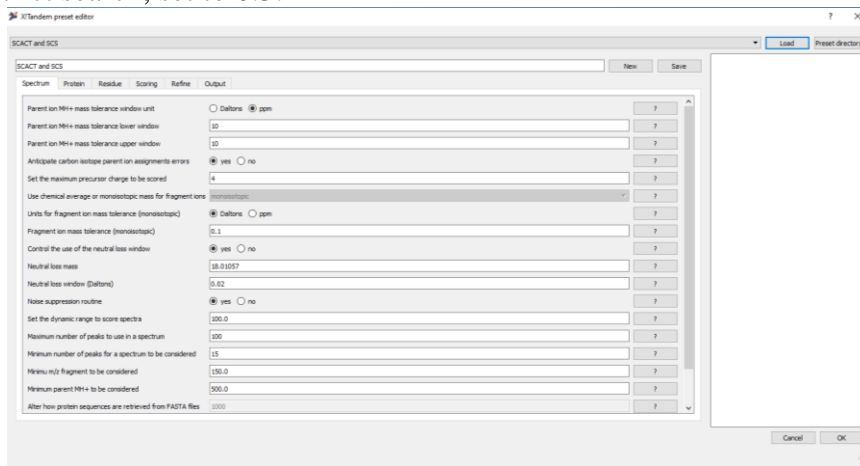 X!Tandem preset editor ? ×
SCACT and SCS Load Preset directory
SCACT and SCS New Save
Spectrum Protein Residue Scoring Refine Output
Parent ion MH+ mass tolerance window unit Daltons ppm ?
Parent ion MH+ mass tolerance lower window 10 ?
Parent ion MH+ mass tolerance upper window 10 ?
Anticipate carbon isotope parent ion assignments errors yes no ?
Set the maximum precursor charge to be scored 4 ?
Use chemical average or monoisotopic mass for fragment ions monoisotopic ?
Units for fragment ion mass tolerance (monoisotopic) Daltons ppm ?
Fragment ion mass tolerance (monoisotopic) 0.1 ?
Control the use of the neutral loss window yes no ?
Neutral loss mass 18.01057 ?
Neutral loss window (Daltons) 0.02 ?
Noise suppression routine yes no ?
Set the dynamic range to score spectra 100.0 ?
Maximum number of peaks to use in a spectrum 100 ?
Minimum number of peaks for a spectrum to be considered 15 ?
Minimu m/z fragment to be considered 150.0 ?
Minimum parent MH+ to be considered 500.0 ?
Alter how protein sequences are retrieved from FASTA files 1000 ?
Cancel OK